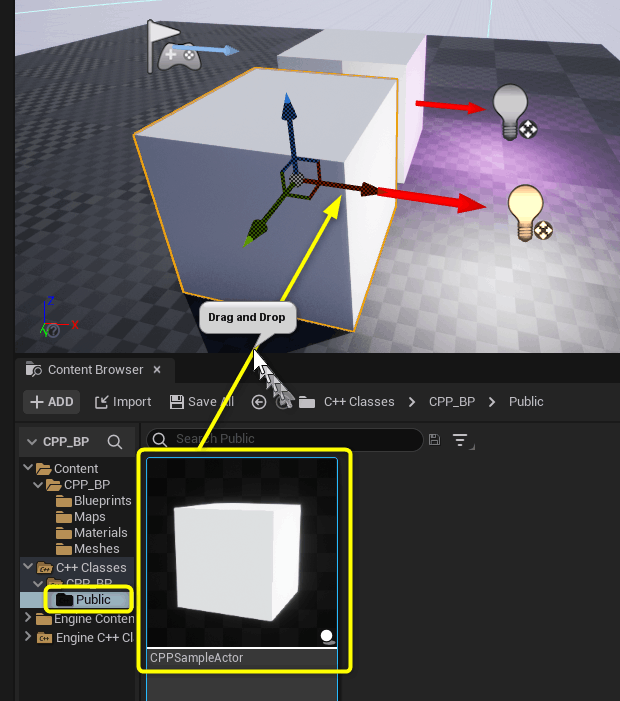 Z
X
Y
Drag and Drop
Content Browser
ADD
Import
Save All
C++ Classes
CPP_BP
Public
CPP_BP
Search Public
Content
CPP_BP
Blueprints
Maps
Materials
Meshes
C++ Classes
CPP_BP
Public
Engine Conten
Engine C++ Cl
CPPSampleActor